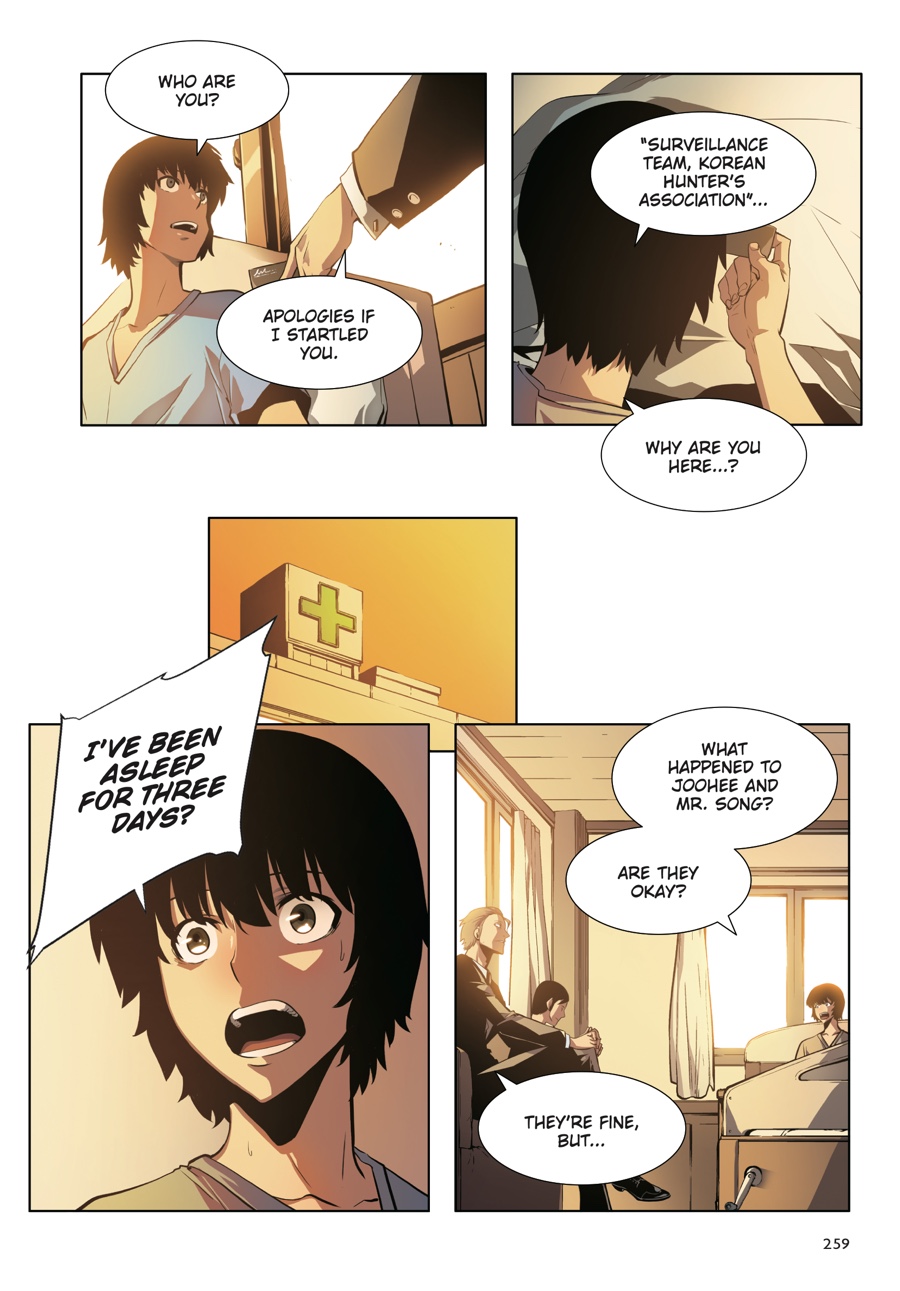 WHO ARE
YOU?
APOLOGIES IF
I STARTLED
YOU.
"SURVEILLANCE
TEAM, KOREAN
HUNTER'S
ASSOCIATION"...
WHY ARE YOU
HERE...?
I'VE BEEN
ASLEEP
FOR THREE
DAYS?
WHAT
HAPPENED TO
JOOHEE AND
MR. SONG?
ARE THEY
OKAY?
THEY'RE FINE,
BUT...
259